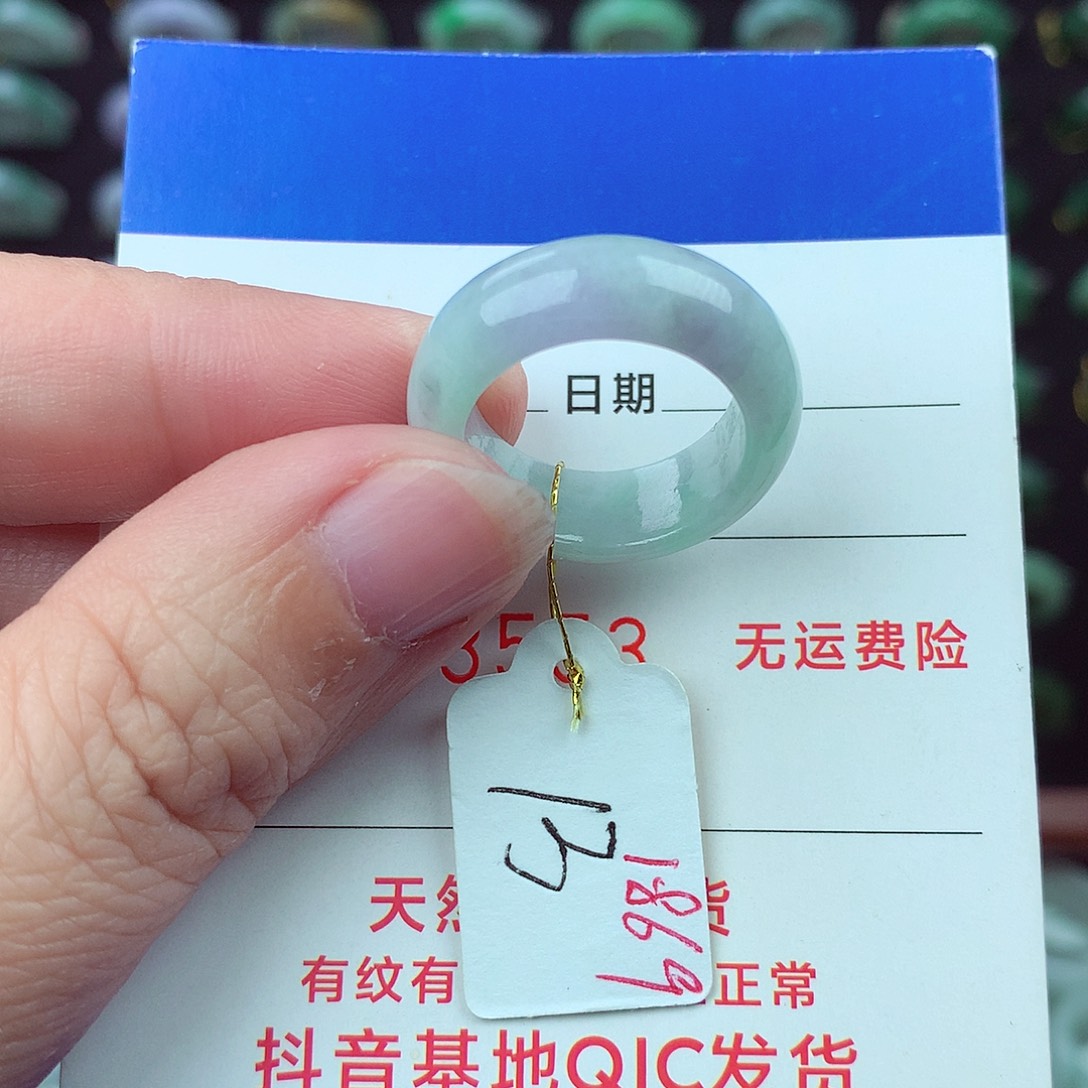 日期
3553 无运费险
13
1869
天然 货
有纹有 正常
抖音基地QIC发货